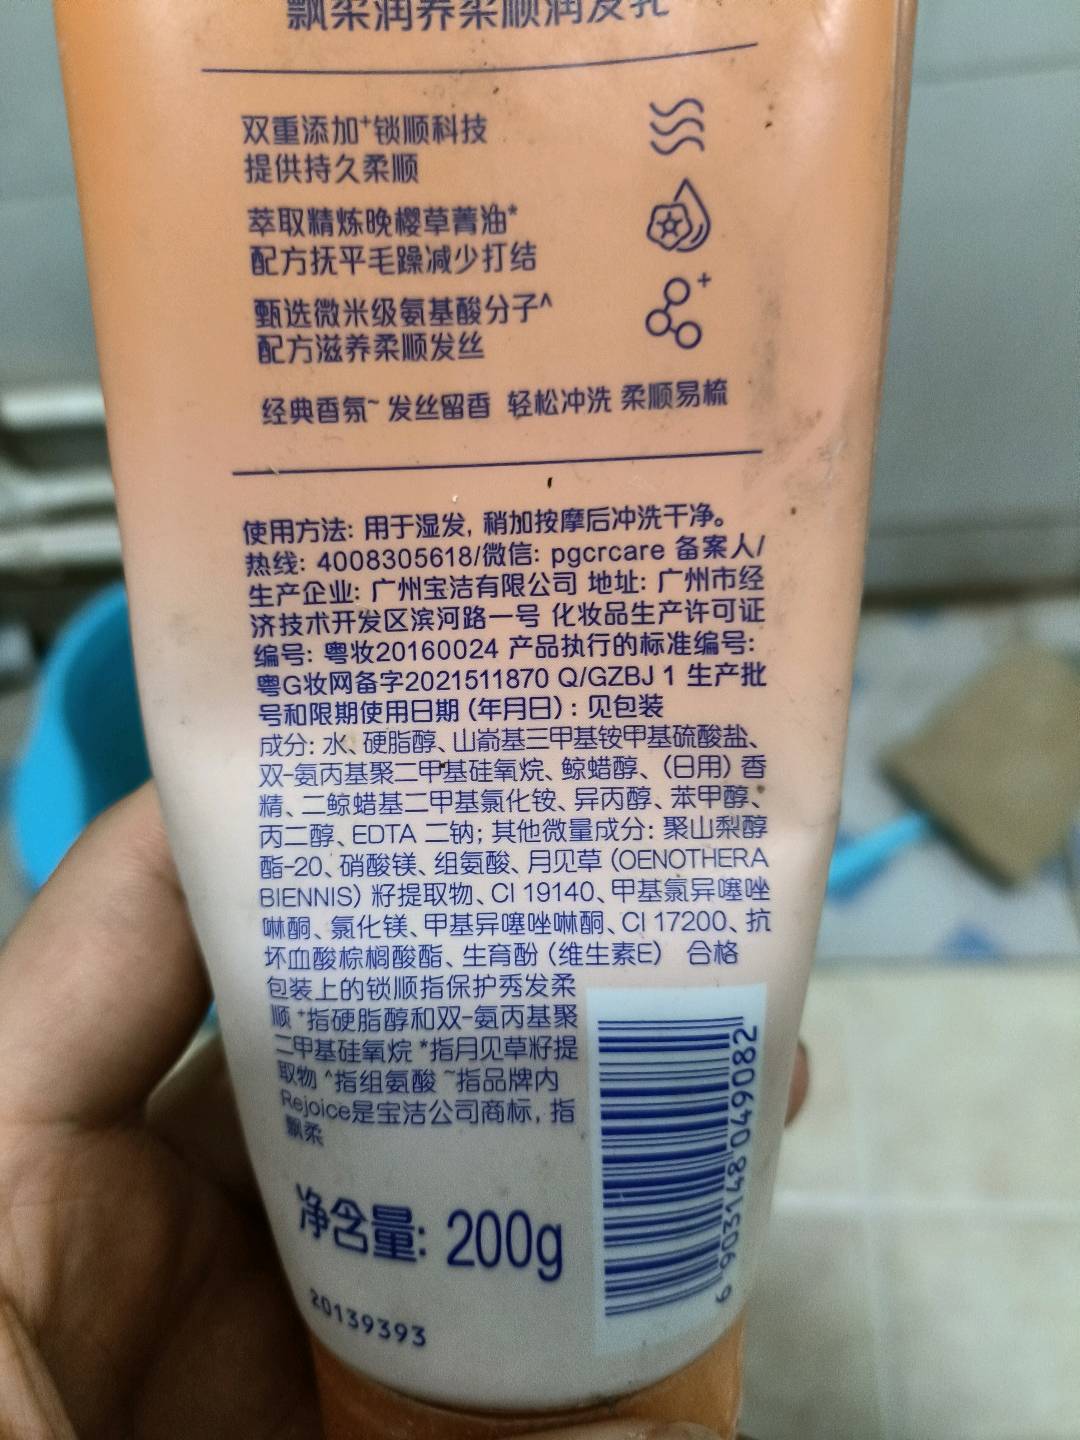 飘柔润养柔顺润发乳
双重添加⁺锁顺科技
提供持久柔顺
萃取精炼晚樱草菁油*
配方抚平毛躁减少打结
甄选微米级氨基酸分子^
配方滋养柔顺发丝
经典香氛~ 发丝留香 轻松冲洗 柔顺易梳
使用方法: 用于湿发, 稍加按摩后冲洗干净。
热线: 4008305618/微信: pgcrcare 备案人/
生产企业: 广州宝洁有限公司 地址: 广州市经
济技术开发区滨河路一号 化妆品生产许可证
编号: 粤妆20160024 产品执行的标准编号:
粤G妆网备字2021511870 Q/GZBJ 1 生产批
号和限期使用日期 (年月日) : 见包装
成分: 水、硬脂醇、山嵛基三甲基铵甲基硫酸盐、
双-氨丙基聚二甲基硅氧烷、鲸蜡醇、(日用) 香
精、二鲸蜡基二甲基氯化铵、异丙醇、苯甲醇、
丙二醇、EDTA 二钠; 其他微量成分: 聚山梨醇
酯-20、硝酸镁、组氨酸、月见草 (OENOTHERA
BIENNIS) 籽提取物、CI 19140、甲基氯异噻唑
啉酮、氯化镁、甲基异噻唑啉酮、CI 17200、抗
坏血酸棕榈酸酯、生育酚 (维生素E) 合格
包装上的锁顺指保护秀发柔
顺 ⁺指硬脂醇和双-氨丙基聚
二甲基硅氧烷 *指月见草籽提
取物 ^指组氨酸 ~指品牌内
Rejoice是宝洁公司商标, 指
飘柔
净含量: 200g
20139393
6 903148 049082